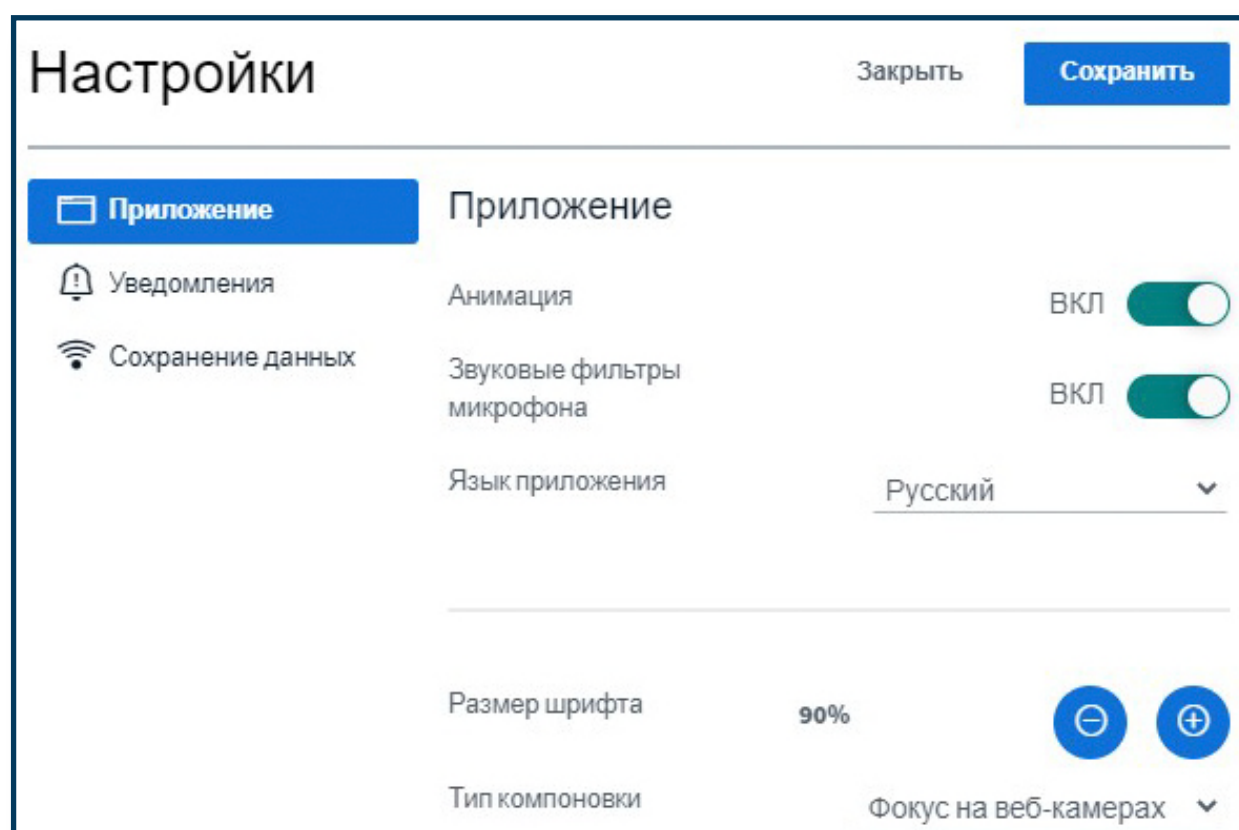 Настройки
Закрыть
Сохранить
Приложение
Уведомления
Сохранение данных
Приложение
Анимация
ВКЛ
Звуковые фильтры
микрофона
ВКЛ
Язык приложения
Русский
Размер шрифта
90%
Тип компоновки
Фокус на веб-камерах